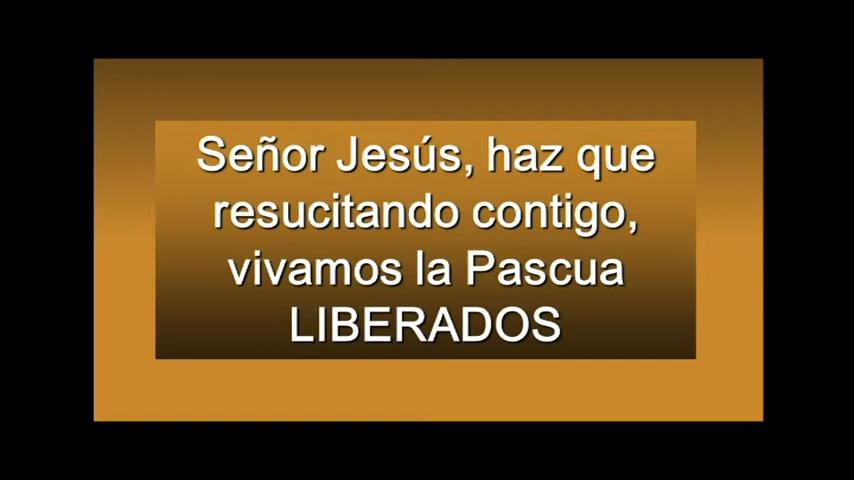 Señor Jesús, haz que
resucitando contigo,
vivamos la Pascua
LIBERADOS